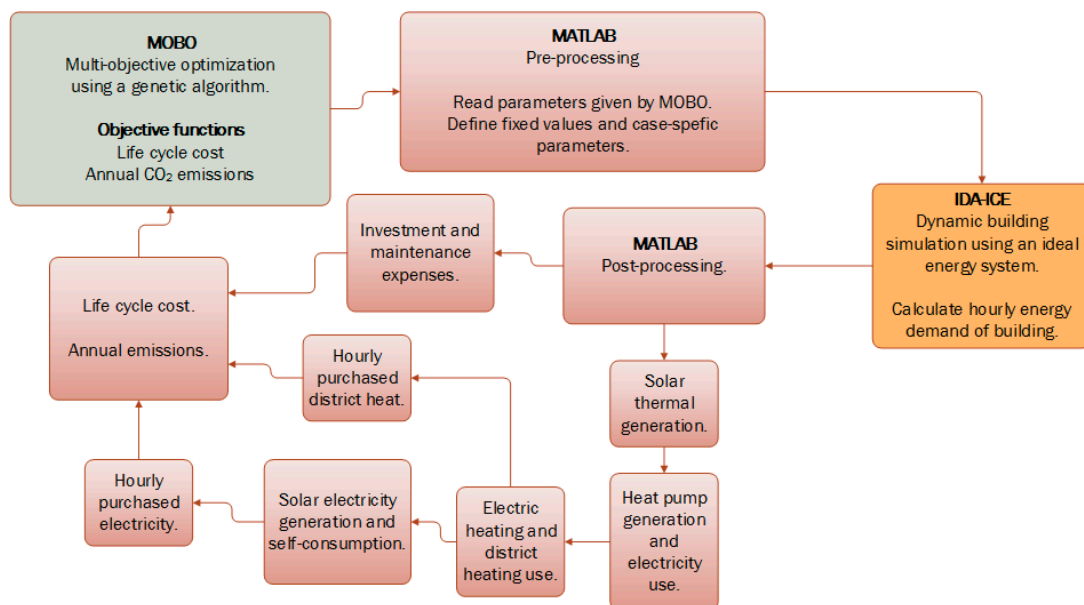 MOBO
Multi-objective optimization
using a genetic algorithm.
Objective functions
Life cycle cost
Annual CO₂ emissions
MATLAB
Pre-processing
Read parameters given by MOBO.
Define fixed values and case-spefic
parameters.
IDA-ICE
Dynamic building
simulation using an ideal
energy system.
Calculate hourly energy
demand of building.
MATLAB
Post-processing.
Investment and
maintenance
expenses.
Life cycle cost.
Annual emissions.
Hourly
purchased
district heat.
Solar
thermal
generation.
Heat pump
generation
and
electricity
use.
Electric
heating and
district
heating use.
Solar electricity
generation and
self-consumption.
Hourly
purchased
electricity.